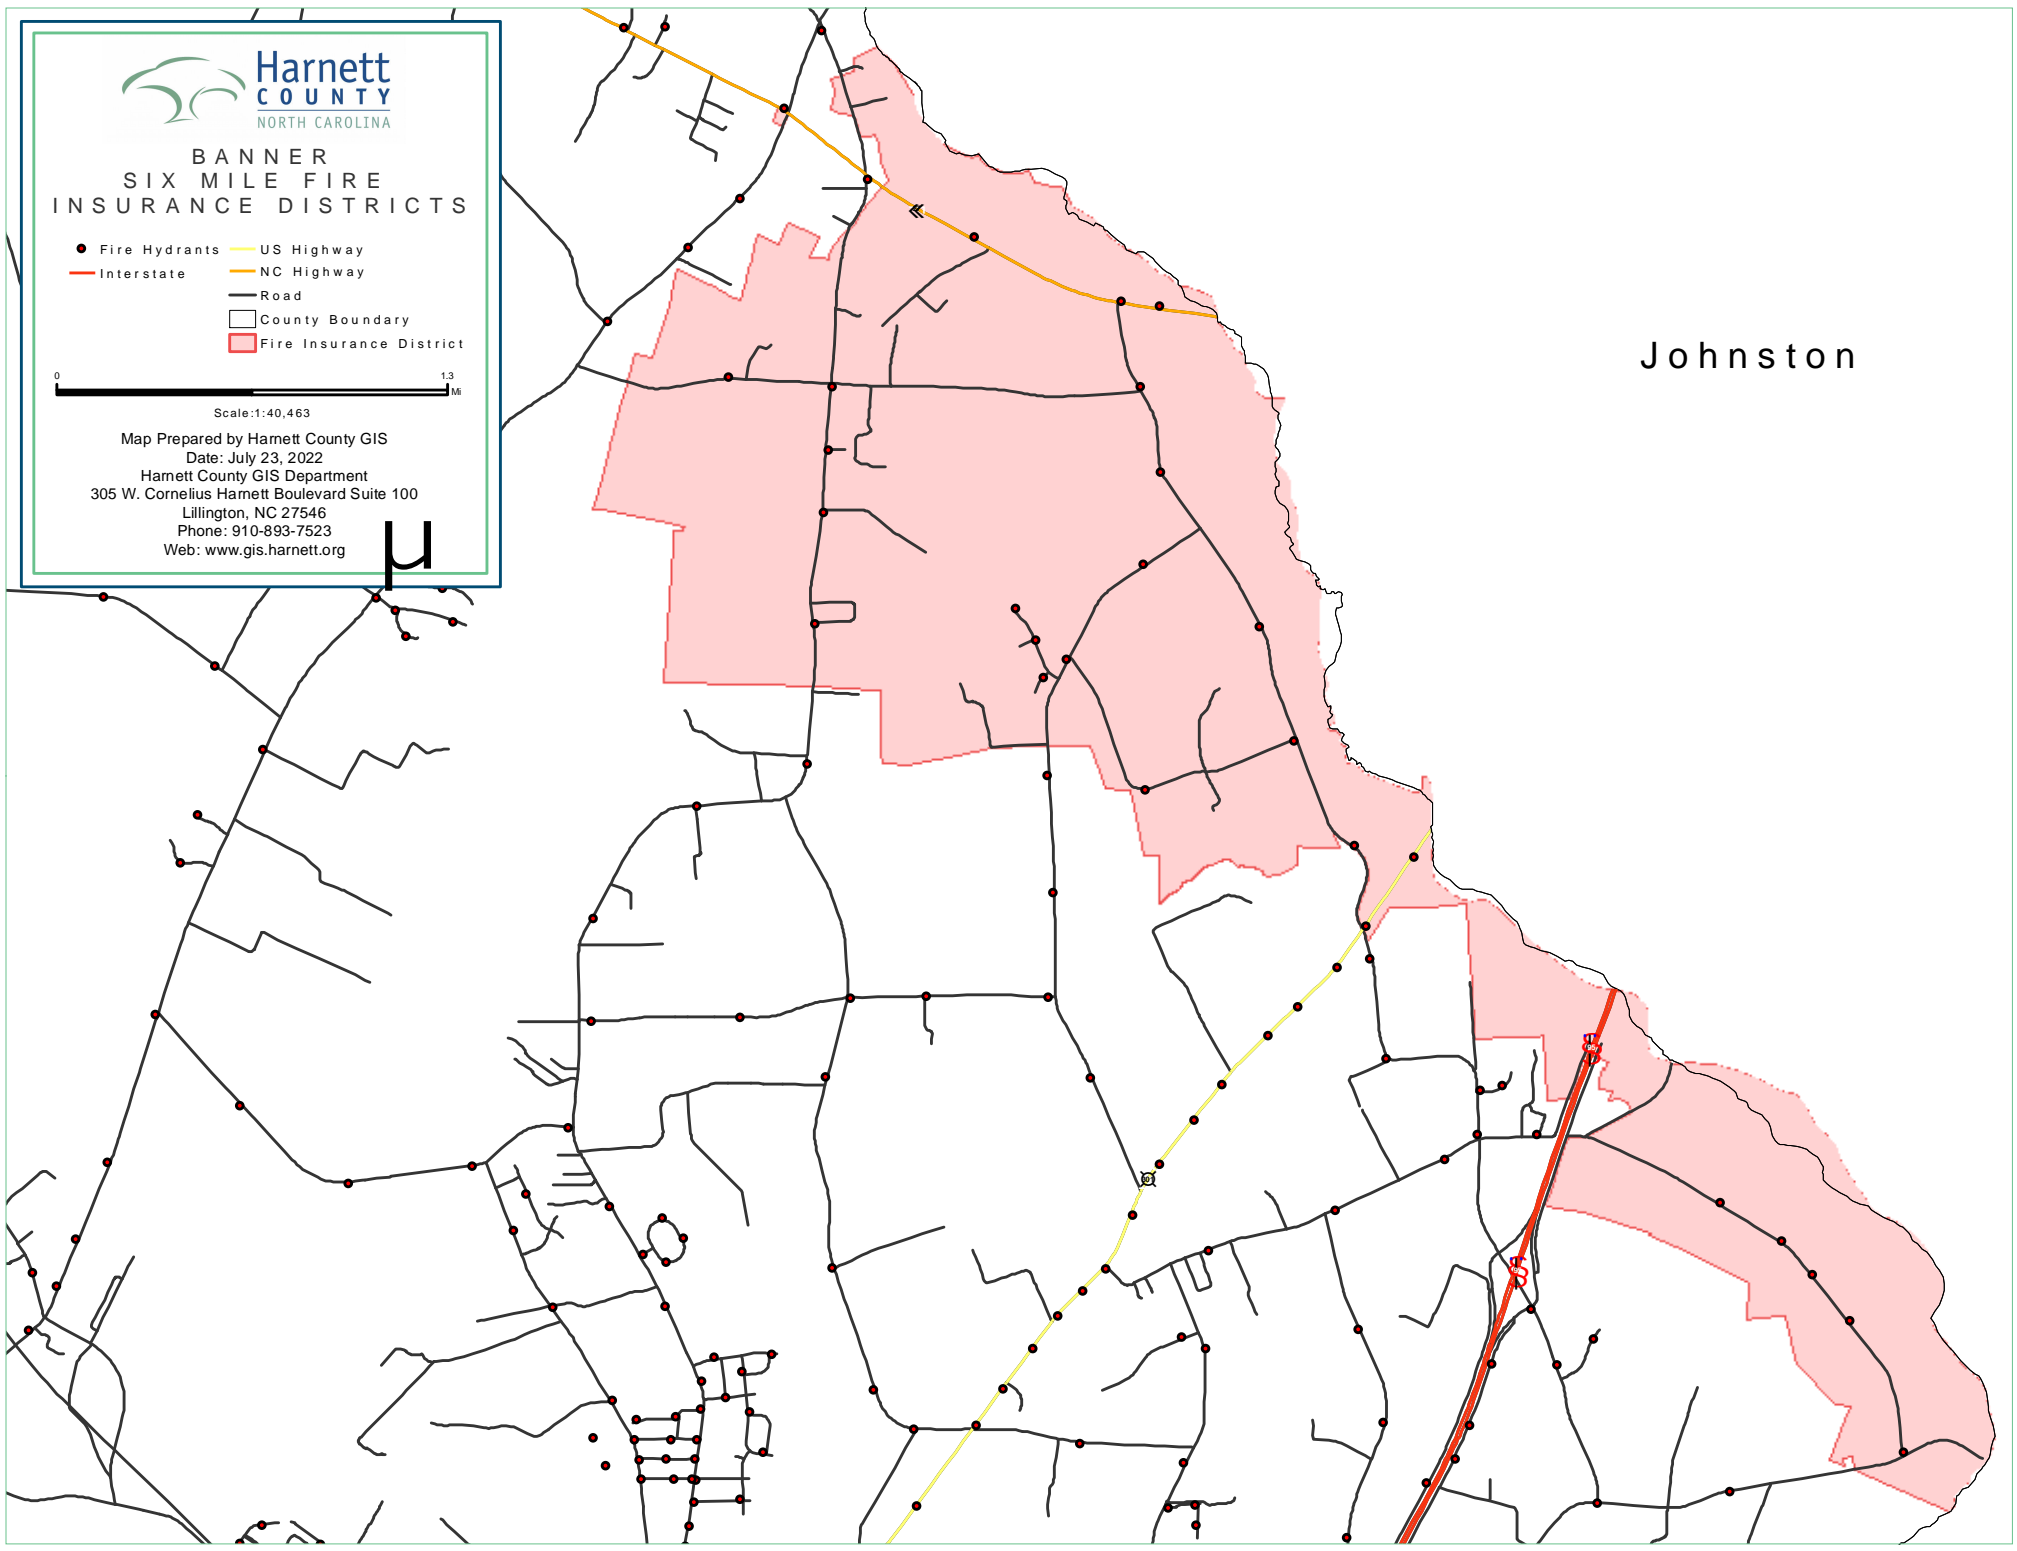 Harnett
COUNTY
NORTH CAROLINA
BANNER
SIX MILE FIRE
INSURANCE DISTRICTS
Fire Hydrants
Interstate
US Highway
NC Highway
Road
County Boundary
Fire Insurance District
0 1.3
Mi
Scale:1:40,463
Map Prepared by Harnett County GIS
Date: July 23, 2022
Harnett County GIS Department
305 W. Cornelius Harnett Boulevard Suite 100
Lillington, NC 27546
Phone: 910-893-7523
Web: www.gis.harnett.org
µ
Johnston
95